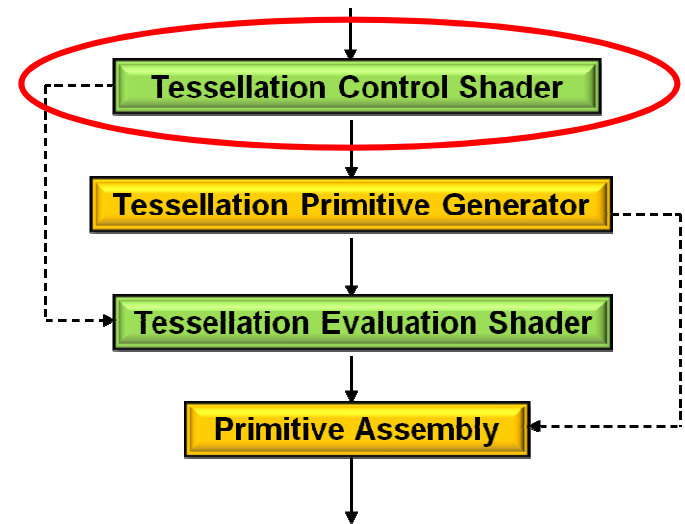 Tessellation Control Shader
Tessellation Primitive Generator
Tessellation Evaluation Shader
Primitive Assembly